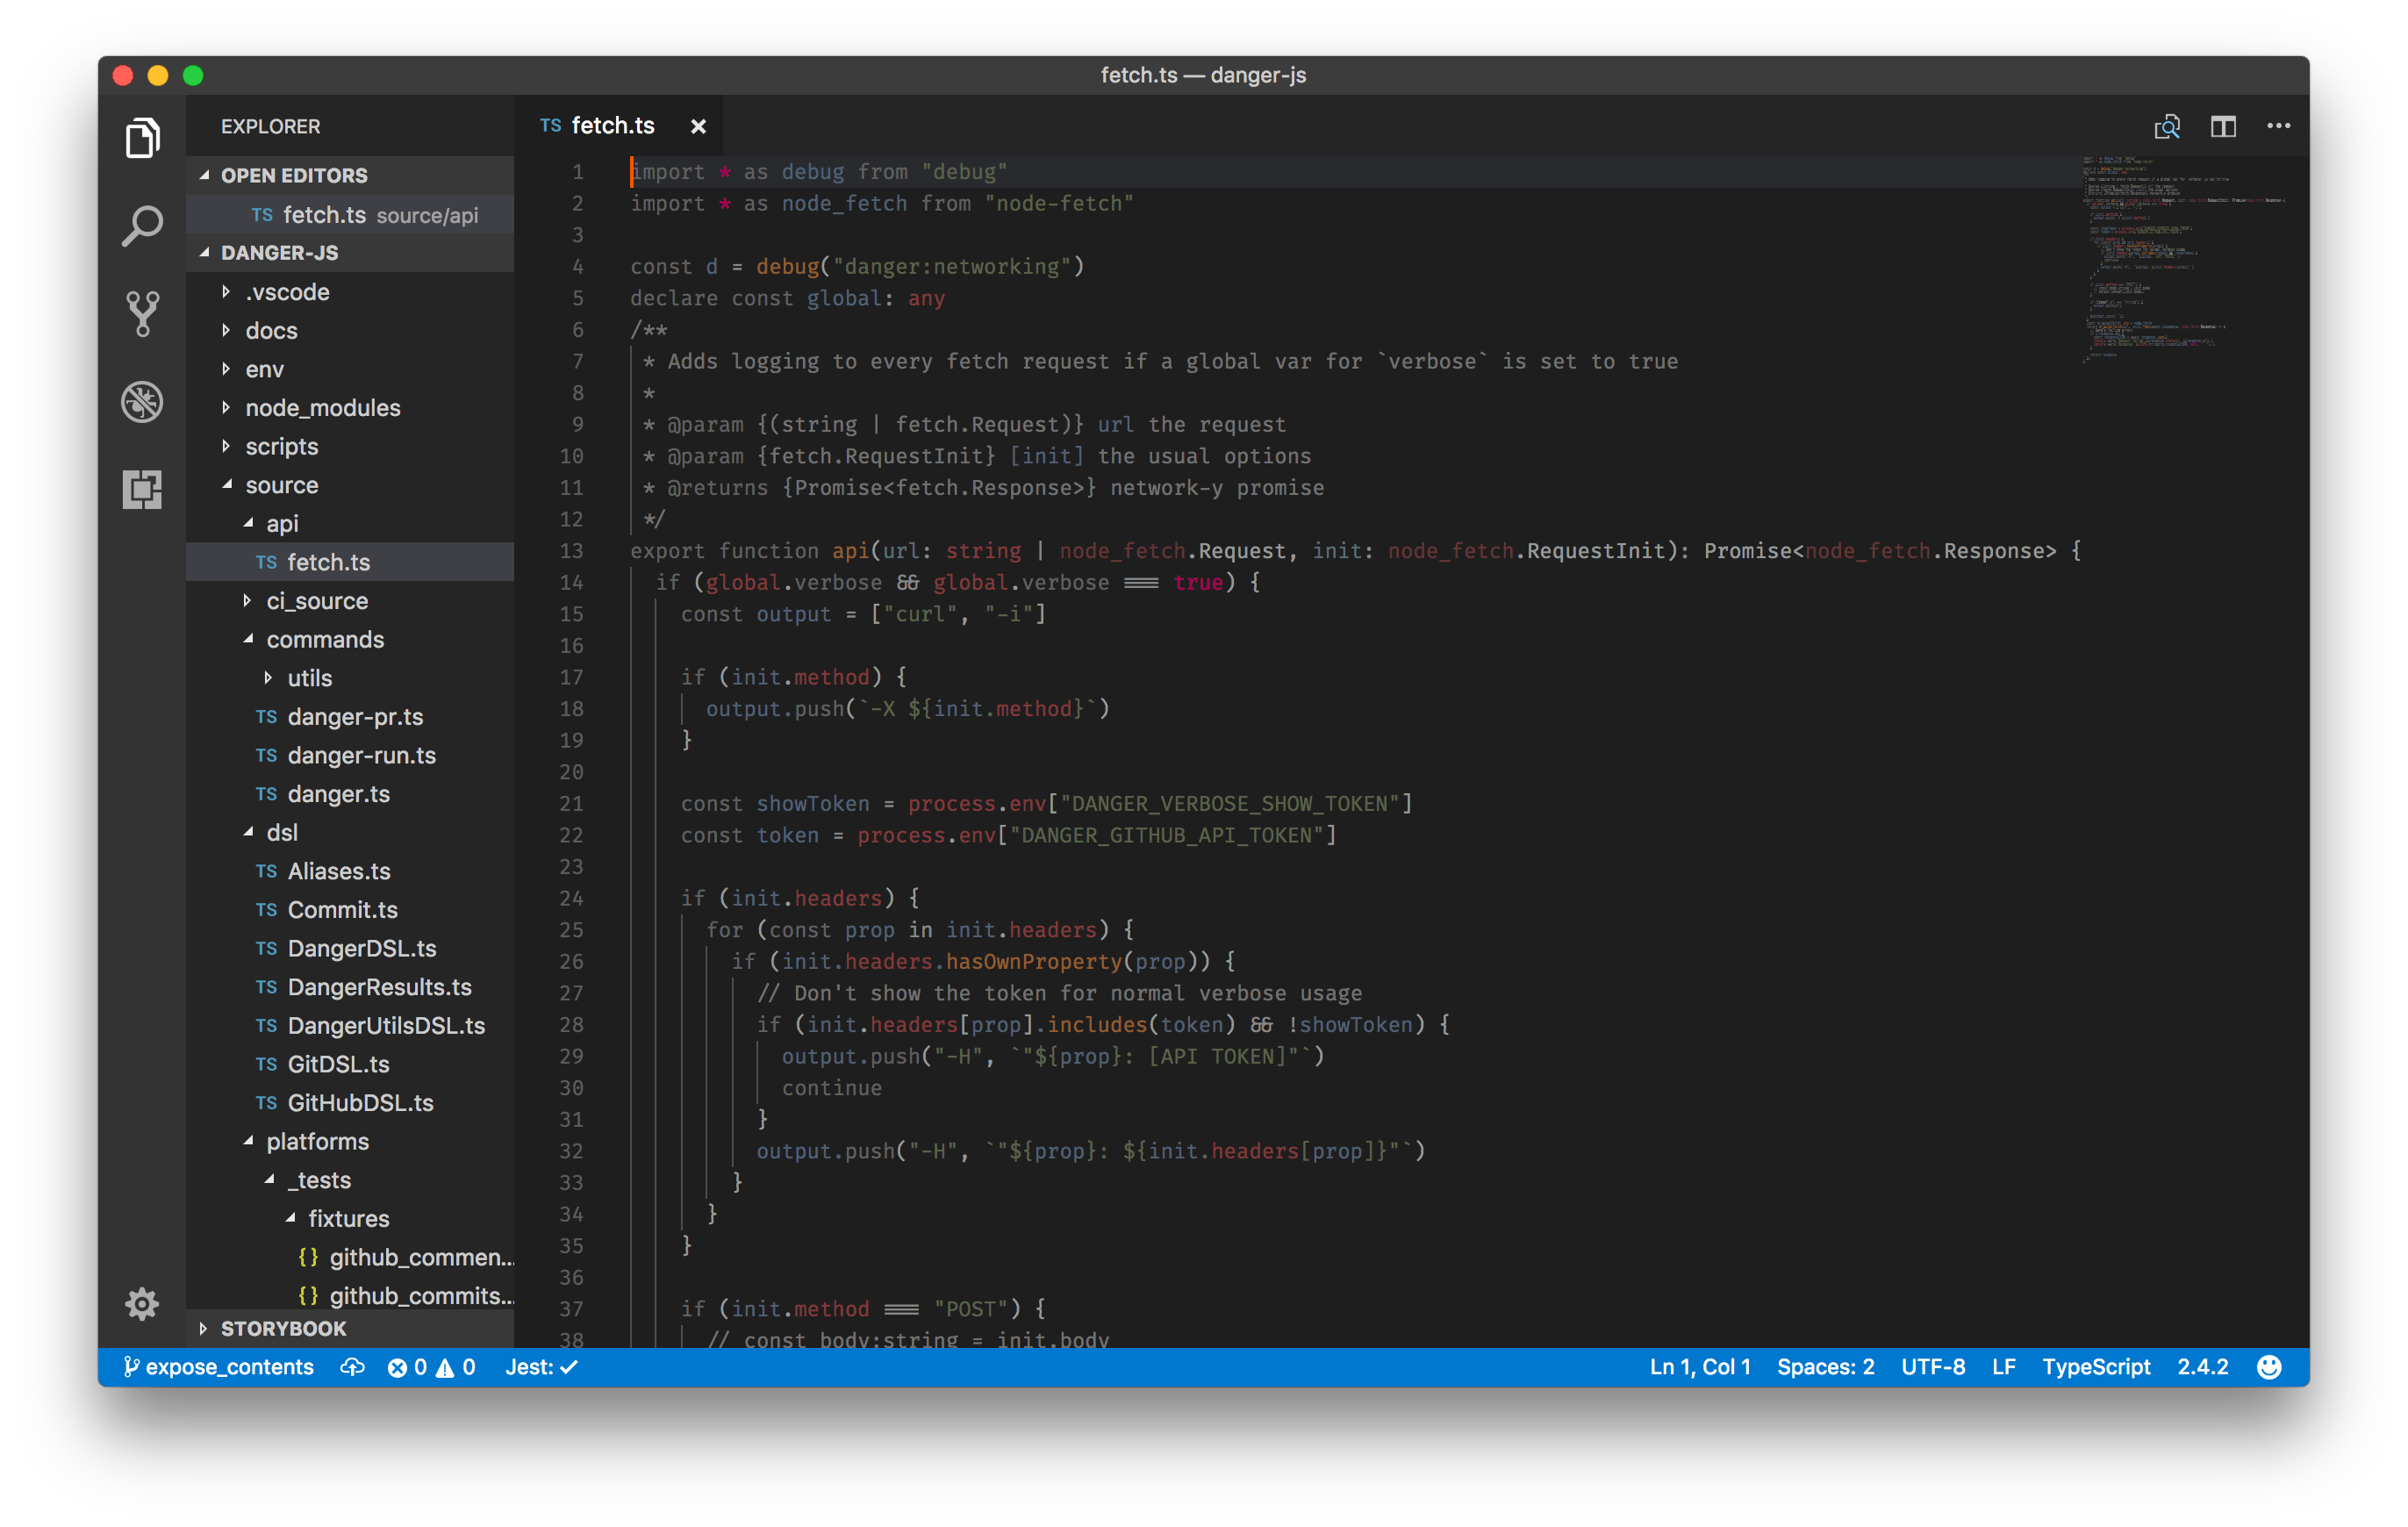 fetch.ts — danger-js
EXPLORER
OPEN EDITORS
TS fetch.ts source/api
DANGER-JS
.vscode
docs
env
node_modules
scripts
source
api
TS fetch.ts
ci_source
commands
utils
TS danger-pr.ts
TS danger-run.ts
TS danger.ts
dsl
TS Aliases.ts
TS Commit.ts
TS DangerDSL.ts
TS DangerResults.ts
TS DangerUtilsDSL.ts
TS GitDSL.ts
TS GitHubDSL.ts
platforms
_tests
fixtures
{} github_commen...
{} github_commits...
STORYBOOK
TS fetch.ts ×
1 import * as debug from "debug"
2 import * as node_fetch from "node-fetch"
3
4 const d = debug("danger:networking")
5 declare const global: any
6 /**
7  * Adds logging to every fetch request if a global var for `verbose` is set to true
8  *
9  * @param {(string | fetch.Request)} url the request
10  * @param {fetch.RequestInit} [init] the usual options
11  * @returns {Promise<fetch.Response>} network-y promise
12  */
13 export function api(url: string | node_fetch.Request, init: node_fetch.RequestInit): Promise<node_fetch.Response> {
14   if (global.verbose && global.verbose === true) {
15     const output = ["curl", "-i"]
16
17     if (init.method) {
18       output.push(`-X ${init.method}`)
19     }
20
21     const showToken = process.env["DANGER_VERBOSE_SHOW_TOKEN"]
22     const token = process.env["DANGER_GITHUB_API_TOKEN"]
23
24     if (init.headers) {
25       for (const prop in init.headers) {
26         if (init.headers.hasOwnProperty(prop)) {
27           // Don't show the token for normal verbose usage
28           if (init.headers[prop].includes(token) && !showToken) {
29             output.push("-H", `"${prop}: [API TOKEN]"`)
30             continue
31           }
32           output.push("-H", `"${prop}: ${init.headers[prop]}"`)
33         }
34       }
35     }
36
37     if (init.method === "POST") {
38       // const body:string = init.body
expose_contents 0 0 Jest: ✓
Ln 1, Col 1 Spaces: 2 UTF-8 LF TypeScript 2.4.2